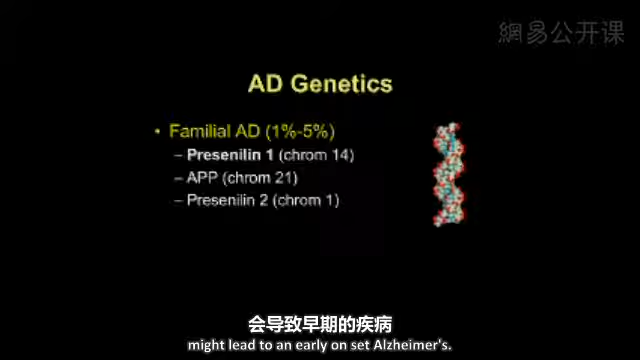 網易公开课
AD Genetics
• Familial AD (1%-5%)
– Presenilin 1 (chrom 14)
– APP (chrom 21)
– Presenilin 2 (chrom 1)
会导致早期的疾病
might lead to an early on set Alzheimer's.